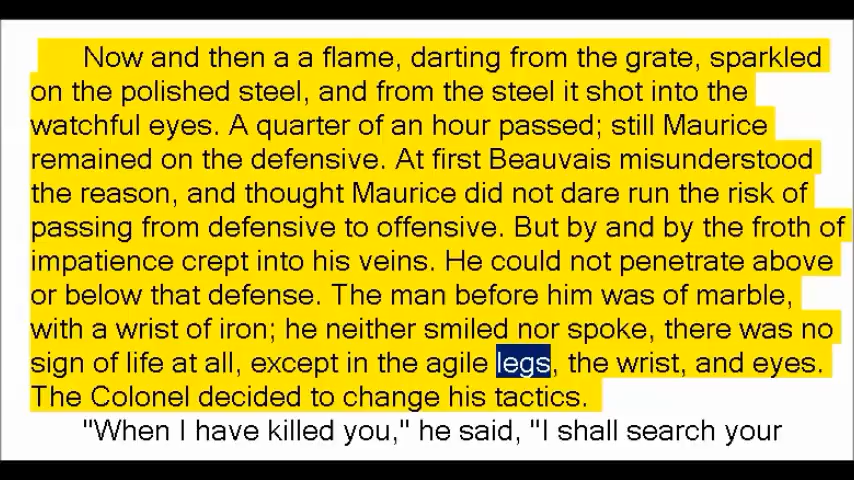 Now and then a a flame, darting from the grate, sparkled
on the polished steel, and from the steel it shot into the
watchful eyes. A quarter of an hour passed; still Maurice
remained on the defensive. At first Beauvais misunderstood
the reason, and thought Maurice did not dare run the risk of
passing from defensive to offensive. But by and by the froth of
impatience crept into his veins. He could not penetrate above
or below that defense. The man before him was of marble,
with a wrist of iron; he neither smiled nor spoke, there was no
sign of life at all, except in the agile legs, the wrist, and eyes.
The Colonel decided to change his tactics.
"When I have killed you," he said, "I shall search your